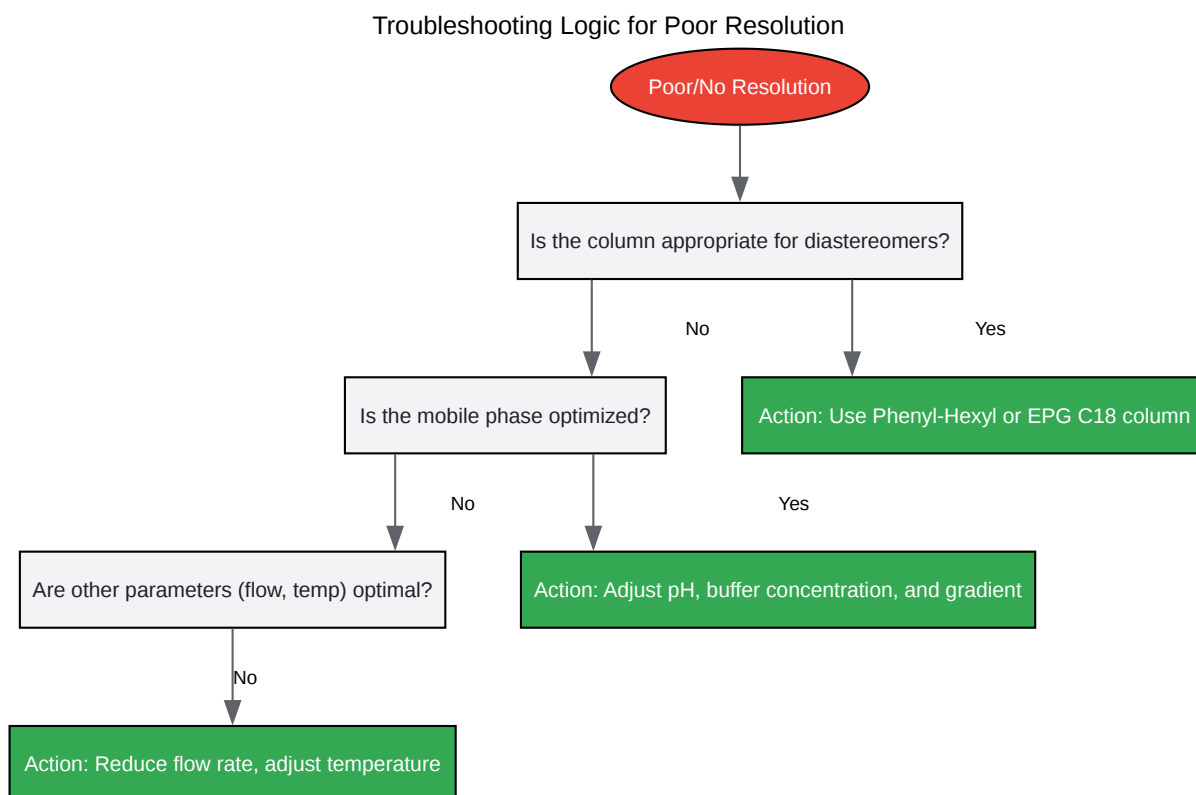 Troubleshooting Logic for Poor Resolution
Poor/No Resolution
Is the column appropriate for diastereomers?
No
Yes
Is the mobile phase optimized?
Action: Use Phenyl-Hexyl or EPG C18 column
No
Yes
Are other parameters (flow, temp) optimal?
Action: Adjust pH, buffer concentration, and gradient
No
Action: Reduce flow rate, adjust temperature